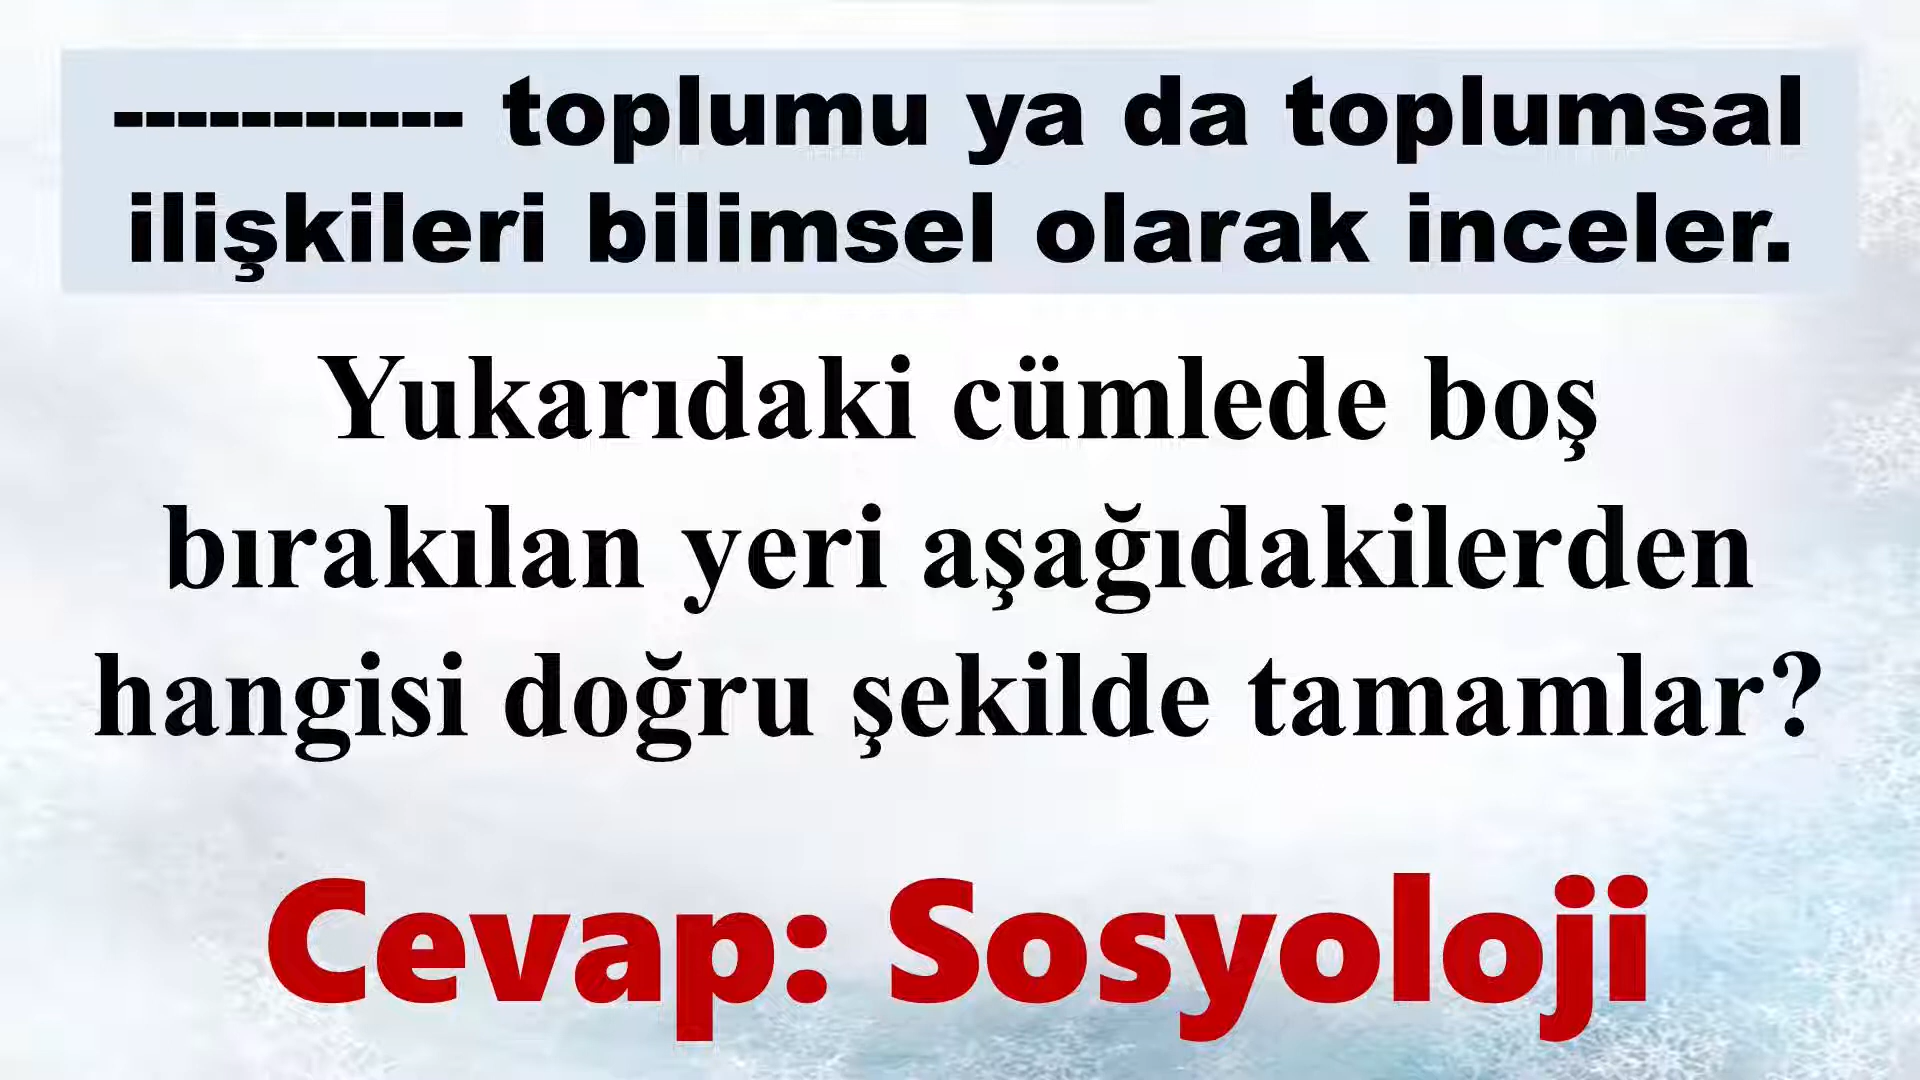 ----------- toplumu ya da toplumsal
ilişkileri bilimsel olarak inceler.
Yukarıdaki cümlede boş
bırakılan yeri aşağıdakilerden
hangisi doğru şekilde tamamlar?
Cevap: Sosyoloji